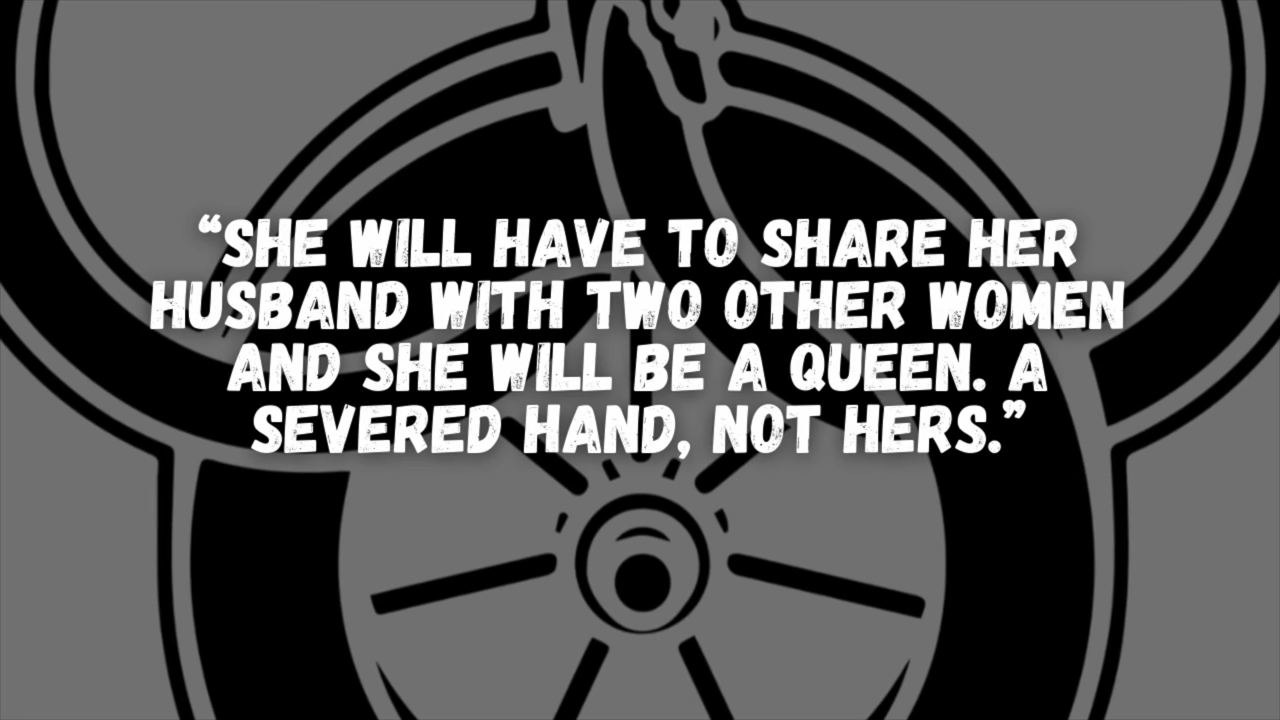 “SHE WILL HAVE TO SHARE HER
HUSBAND WITH TWO OTHER WOMEN
AND SHE WILL BE A QUEEN. A
SEVERED HAND, NOT HERS.”